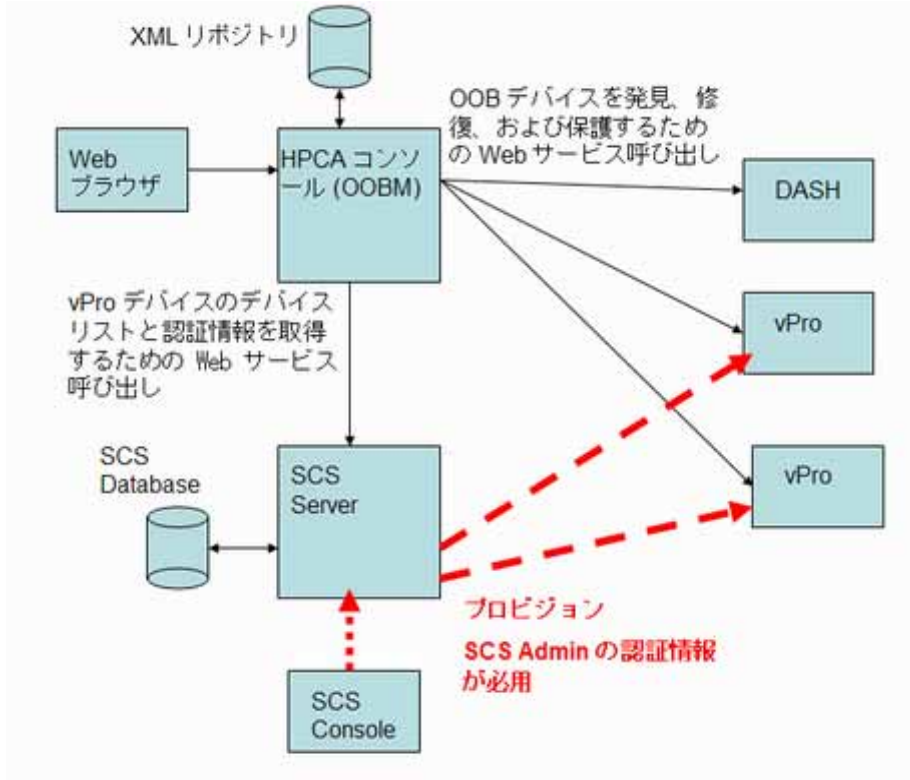 XML リポジトリ
OOB デバイスを発見、修
復、および保護するため
の Web サービス呼び出し
Web
ブラウザ
HPCA コンソ
ール (OOBM)
DASH
vPro デバイスのデバイス
リストと認証情報を取得
するための Web サービス
呼び出し
vPro
SCS
Database
SCS
Server
vPro
プロビジョン
SCS Admin の認証情報
が必用
SCS
Console